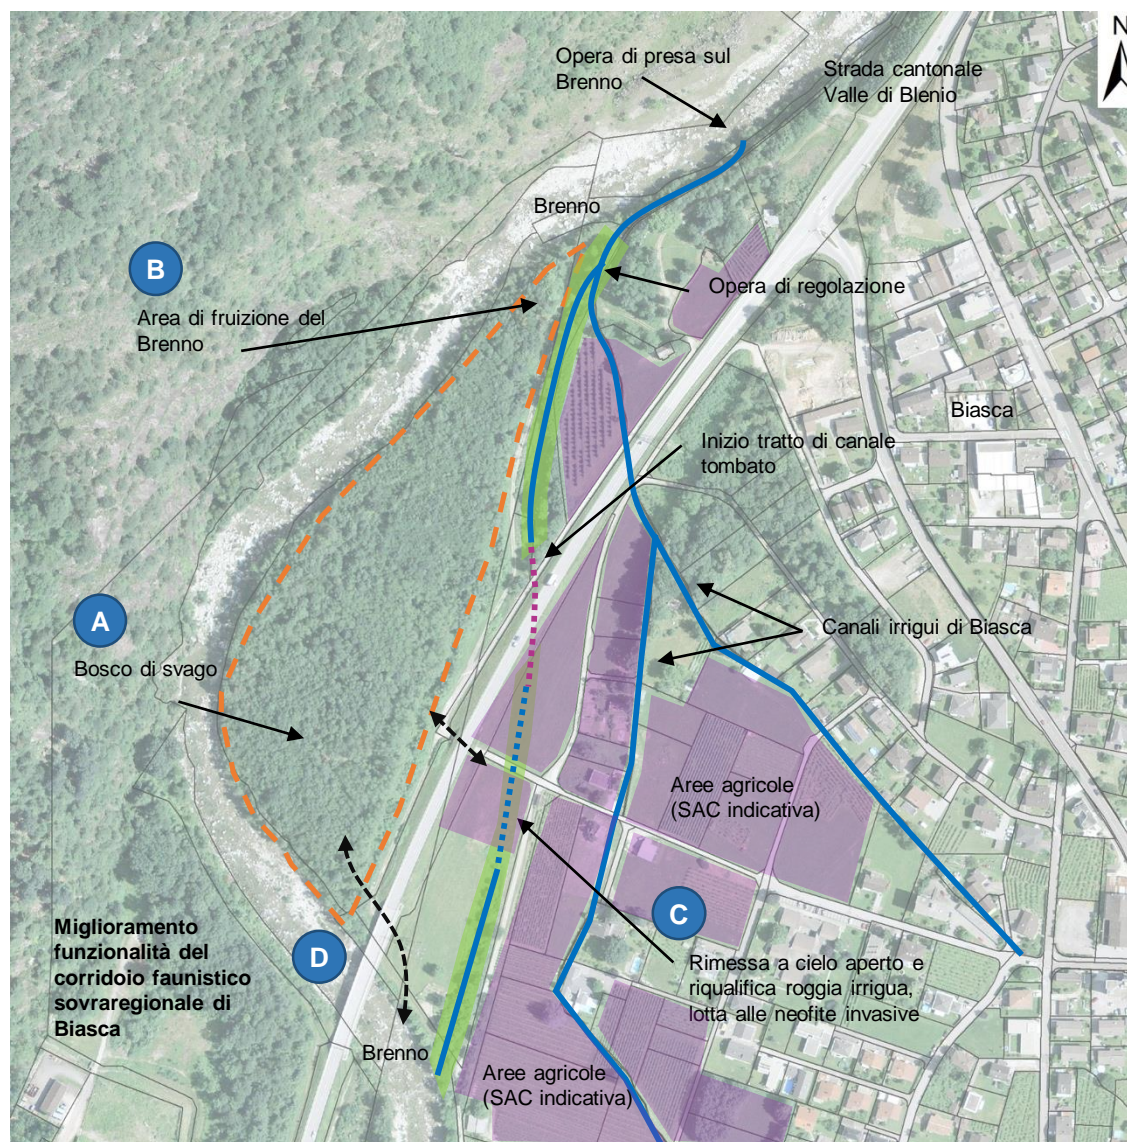 N
Opera di presa sul
Brenno
Strada cantonale
Valle di Blenio
Brenno
B
Area di fruizione del
Brenno
Opera di regolazione
Biasca
Inizio tratto di canale
tombato
A
Bosco di svago
Canali irrigui di Biasca
Aree agricole
(SAC indicativa)
C
Miglioramento
funzionalità del
corridoio faunistico
sovraregionale di
Biasca
D
Rimessa a cielo aperto e
riqualifica roggia irrigua,
lotta alle neofite invasive
Brenno
Aree agricole
(SAC indicativa)